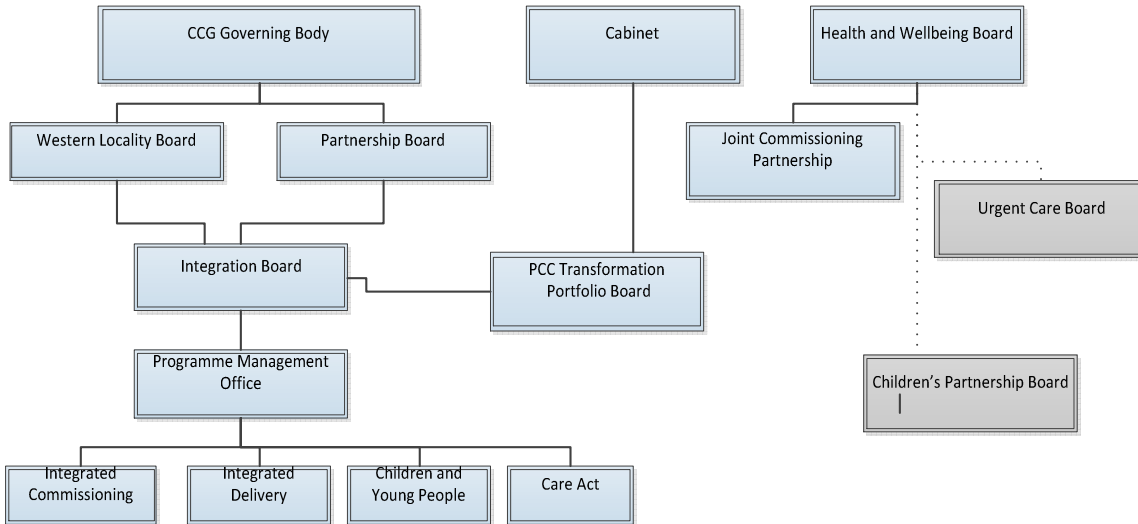 CCG Governing Body
Cabinet
Health and Wellbeing Board
Western Locality Board
Partnership Board
Joint Commissioning
Partnership
Urgent Care Board
Integration Board
PCC Transformation
Portfolio Board
Programme Management
Office
Children’s Partnership Board
Integrated
Commissioning
Integrated
Delivery
Children and
Young People
Care Act